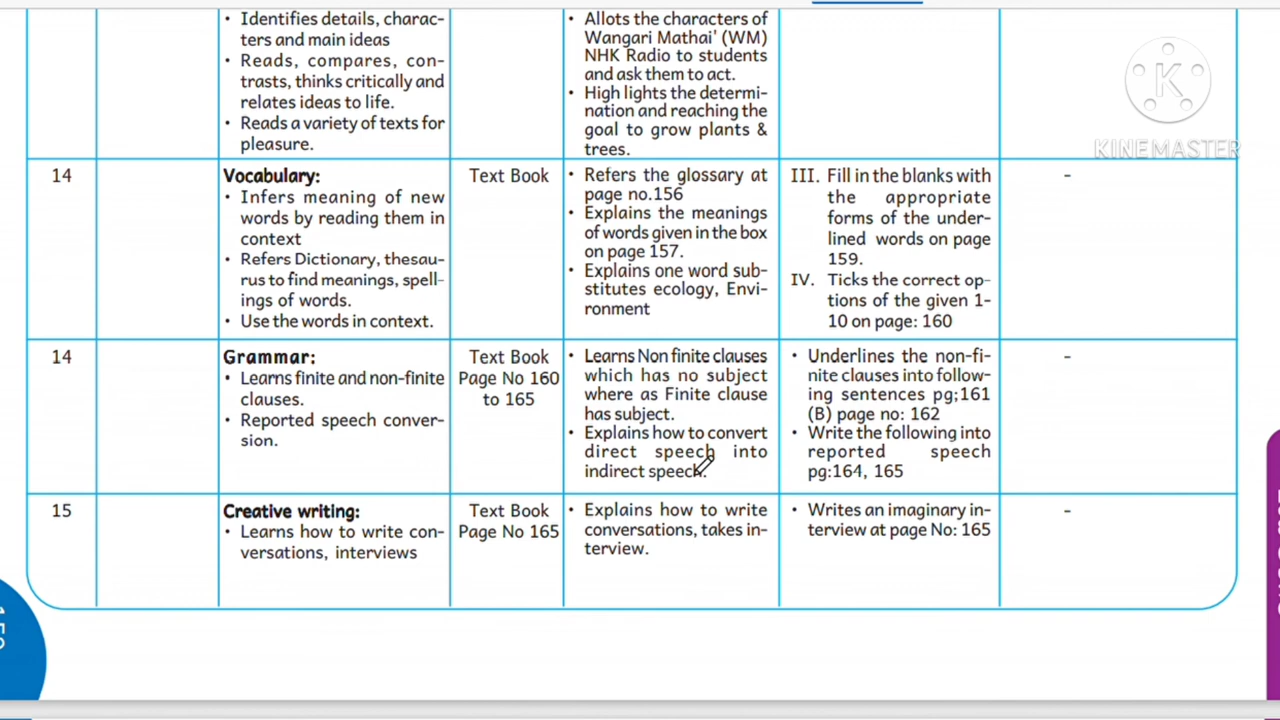 Identifies details, charac-
ters and main ideas
• Reads, compares, con-
trasts, thinks critically and
relates ideas to life.
• Reads a variety of texts for
pleasure.
• Allots the characters of
Wangari Mathai' (WM)
NHK Radio to students
and ask them to act.
• High lights the determi-
nation and reaching the
goal to grow plants &
trees.
K
KINEMASTER
14
Vocabulary:
• Infers meaning of new
words by reading them in
context
• Refers Dictionary, thesau-
rus to find meanings, spell-
ings of words.
• Use the words in context.
Text Book
• Refers the glossary at
page no.156
• Explains the meanings
of words given in the box
on page 157.
• Explains one word sub-
stitutes ecology, Envi-
ronment
III. Fill in the blanks with
the appropriate
forms of the under-
lined words on page
159.
IV. Ticks the correct op-
tions of the given 1-
10 on page: 160
-
14
Grammar:
• Learns finite and non-finite
clauses.
• Reported speech conver-
sion.
Text Book
Page No 160
to 165
• Learns Non finite clauses
which has no subject
where as Finite clause
has subject.
• Explains how to convert
direct speech into
indirect speech.
• Underlines the non-fi-
nite clauses into follow-
ing sentences pg;161
(B) page no: 162
• Write the following into
reported speech
pg:164, 165
-
15
Creative writing:
• Learns how to write con-
versations, interviews
Text Book
Page No 165
• Explains how to write
conversations, takes in-
terview.
• Writes an imaginary in-
terview at page No: 165
-